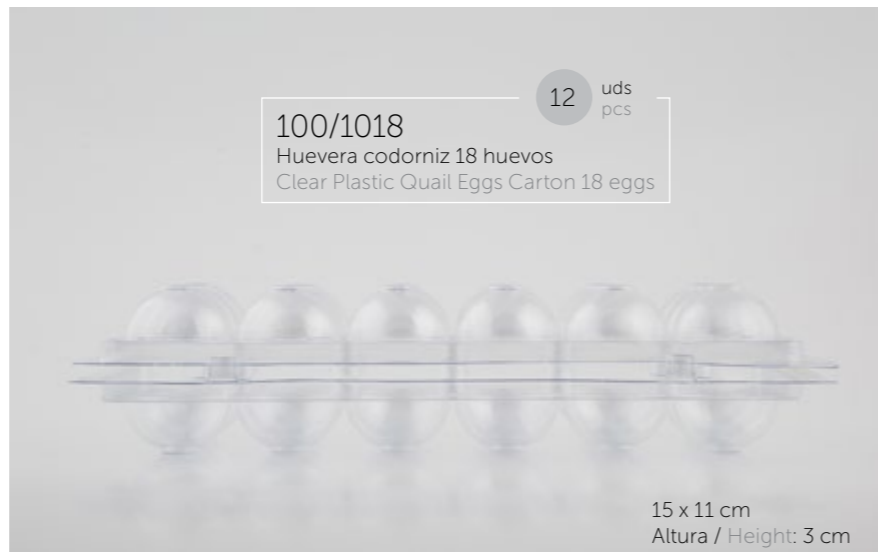 12
uds
pcs
100/1018
Huevera codorniz 18 huevos
Clear Plastic Quail Eggs Carton 18 eggs
15 x 11 cm
Altura / Height: 3 cm